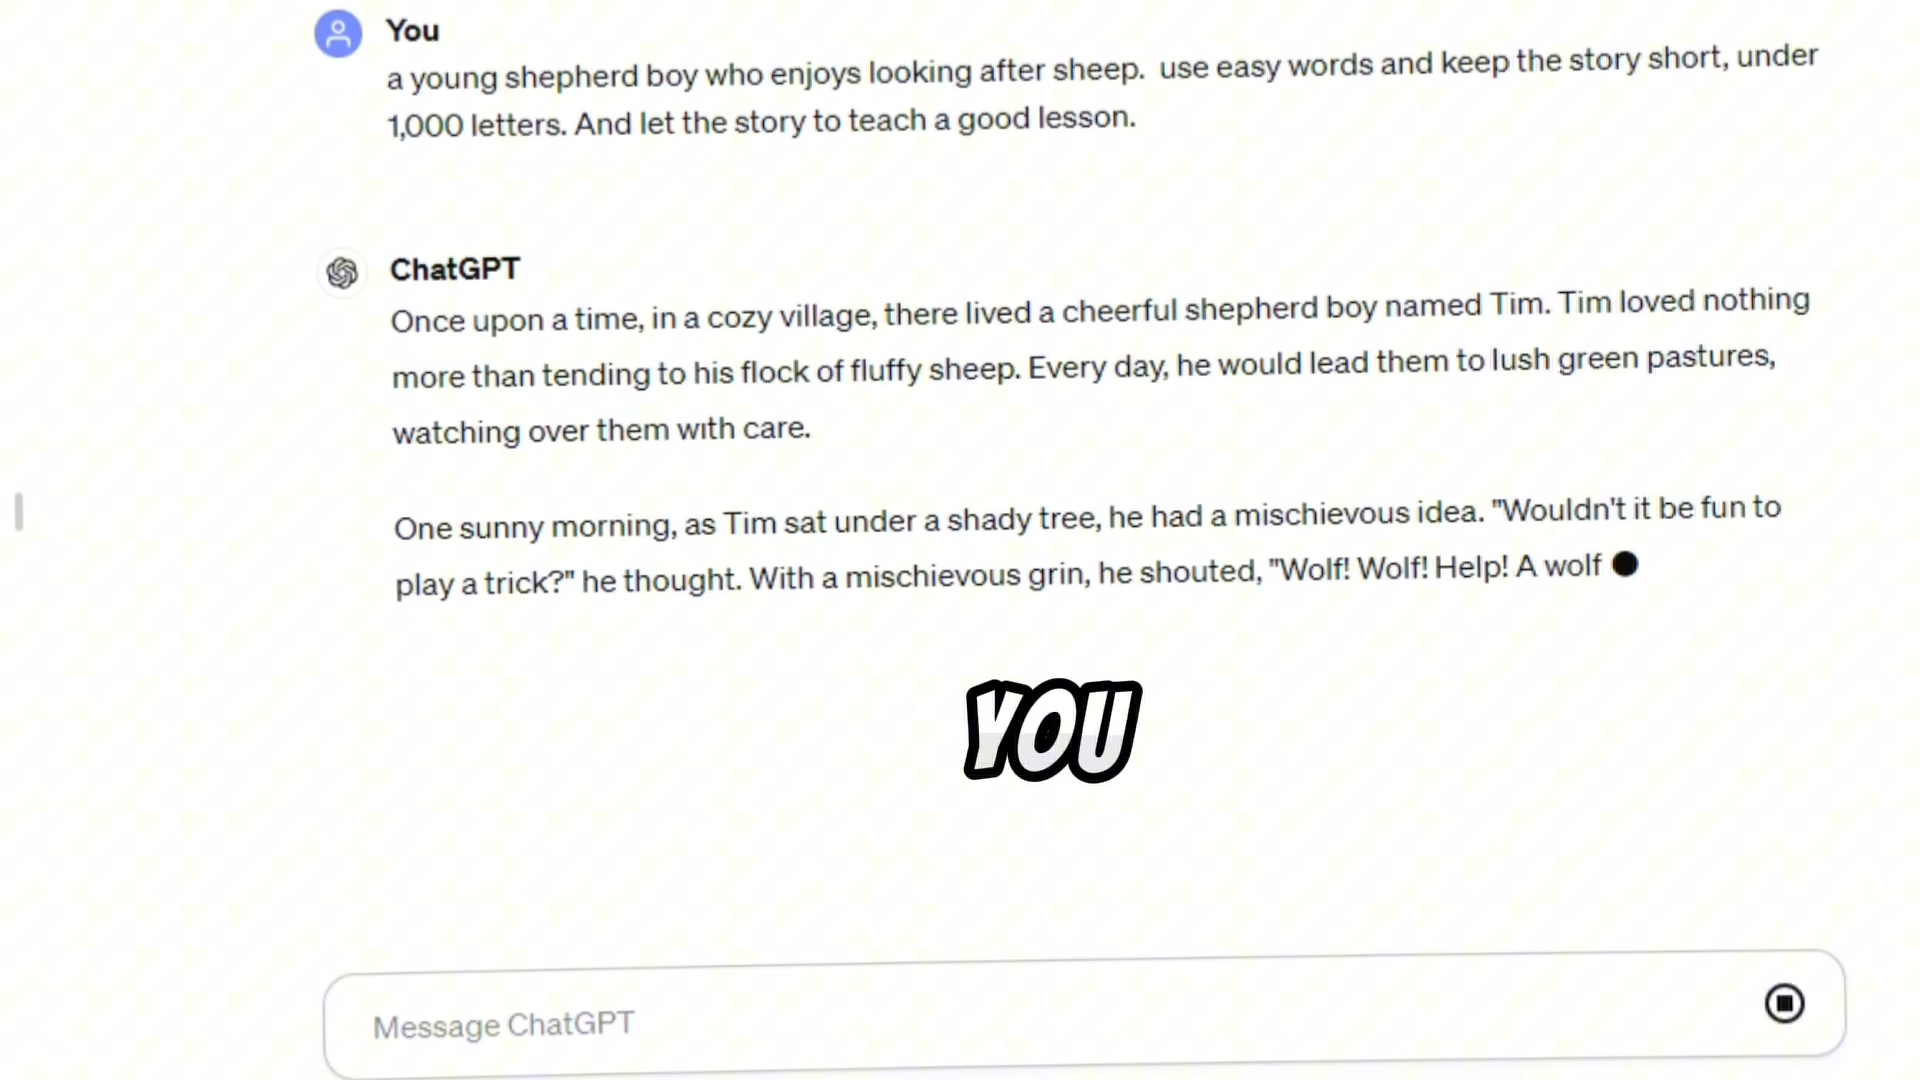 You
a young shepherd boy who enjoys looking after sheep.  use easy words and keep the story short, under
1,000 letters. And let the story to teach a good lesson.
ChatGPT
Once upon a time, in a cozy village, there lived a cheerful shepherd boy named Tim. Tim loved nothing
more than tending to his flock of fluffy sheep. Every day, he would lead them to lush green pastures,
watching over them with care.
One sunny morning, as Tim sat under a shady tree, he had a mischievous idea. "Wouldn't it be fun to
play a trick?" he thought. With a mischievous grin, he shouted, "Wolf! Wolf! Help! A wolf
YOU
Message ChatGPT